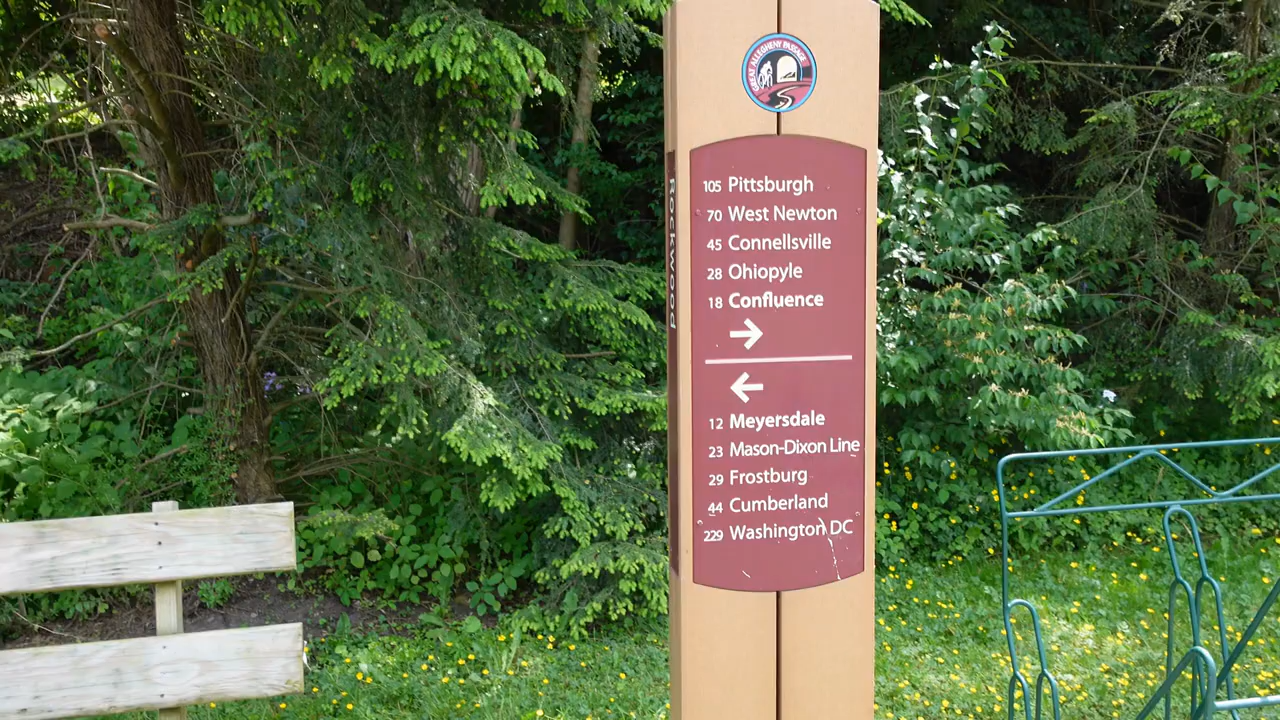 GREAT ALLEGHENY PASSAGE
ROCKWOOD
105 Pittsburgh
70 West Newton
45 Connellsville
28 Ohiopyle
18 Confluence
→
←
12 Meyersdale
23 Mason-Dixon Line
29 Frostburg
44 Cumberland
229 Washington DC